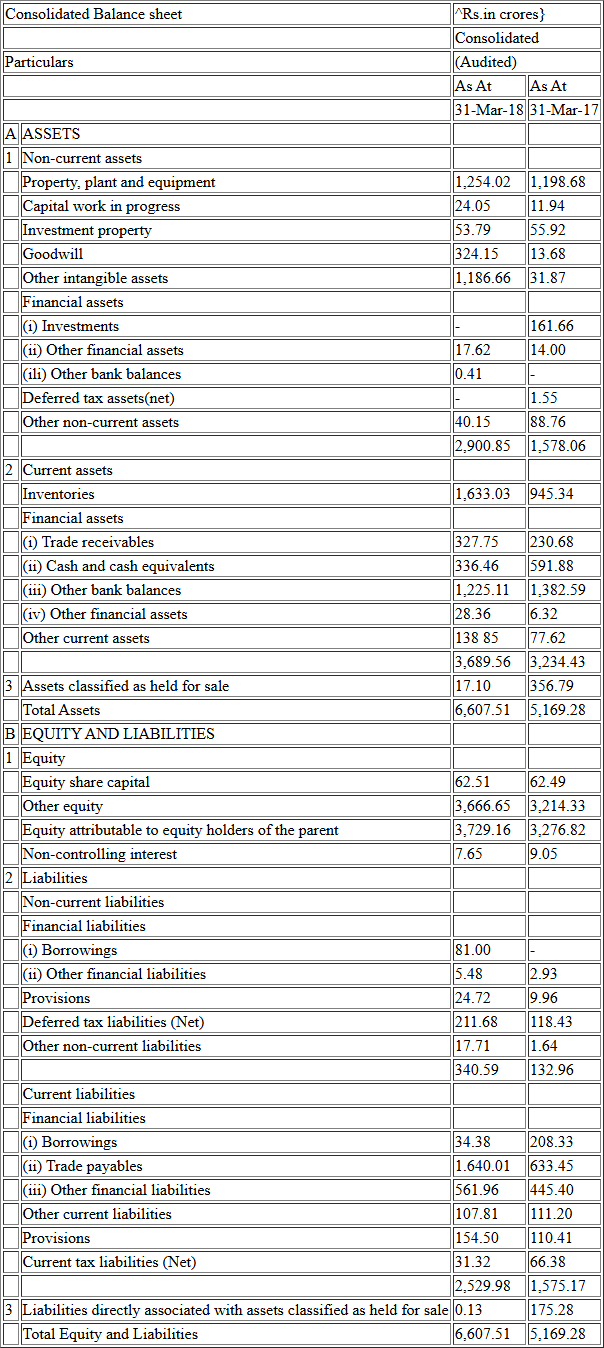 Consolidated Balance sheet ^Rs.in crores}
Consolidated
Particulars (Audited)
As At As At
31-Mar-18 31-Mar-17
A ASSETS
1 Non-current assets
Property, plant and equipment 1,254.02 1,198.68
Capital work in progress 24.05 11.94
Investment property 53.79 55.92
Goodwill 324.15 13.68
Other intangible assets 1,186.66 31.87
Financial assets
(i) Investments - 161.66
(ii) Other financial assets 17.62 14.00
(ili) Other bank balances 0.41 -
Deferred tax assets(net) - 1.55
Other non-current assets 40.15 88.76
2,900.85 1,578.06
2 Current assets
Inventories 1,633.03 945.34
Financial assets
(i) Trade receivables 327.75 230.68
(ii) Cash and cash equivalents 336.46 591.88
(iii) Other bank balances 1,225.11 1,382.59
(iv) Other financial assets 28.36 6.32
Other current assets 138 85 77.62
3,689.56 3,234.43
3 Assets classified as held for sale 17.10 356.79
Total Assets 6,607.51 5,169.28
B EQUITY AND LIABILITIES
1 Equity
Equity share capital 62.51 62.49
Other equity 3,666.65 3,214.33
Equity attributable to equity holders of the parent 3,729.16 3,276.82
Non-controlling interest 7.65 9.05
2 Liabilities
Non-current liabilities
Financial liabilities
(i) Borrowings 81.00 -
(ii) Other financial liabilities 5.48 2.93
Provisions 24.72 9.96
Deferred tax liabilities (Net) 211.68 118.43
Other non-current liabilities 17.71 1.64
340.59 132.96
Current liabilities
Financial liabilities
(i) Borrowings 34.38 208.33
(ii) Trade payables 1.640.01 633.45
(iii) Other financial liabilities 561.96 445.40
Other current liabilities 107.81 111.20
Provisions 154.50 110.41
Current tax liabilities (Net) 31.32 66.38
2,529.98 1,575.17
3 Liabilities directly associated with assets classified as held for sale 0.13 175.28
Total Equity and Liabilities 6,607.51 5,169.28